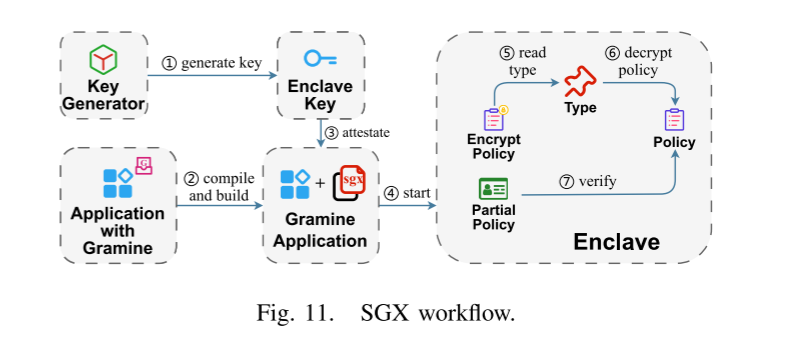 Key
Generator
① generate key
Enclave
Key
③ attestate
Application
with
Gramine
G
② compile
and build
+
sgx
Gramine
Application
④ start
⑤ read
type
⑥ decrypt
policy
Type
Encrypt
Policy
Policy
Partial
Policy
⑦ verify
Enclave
Fig. 11. SGX workflow.